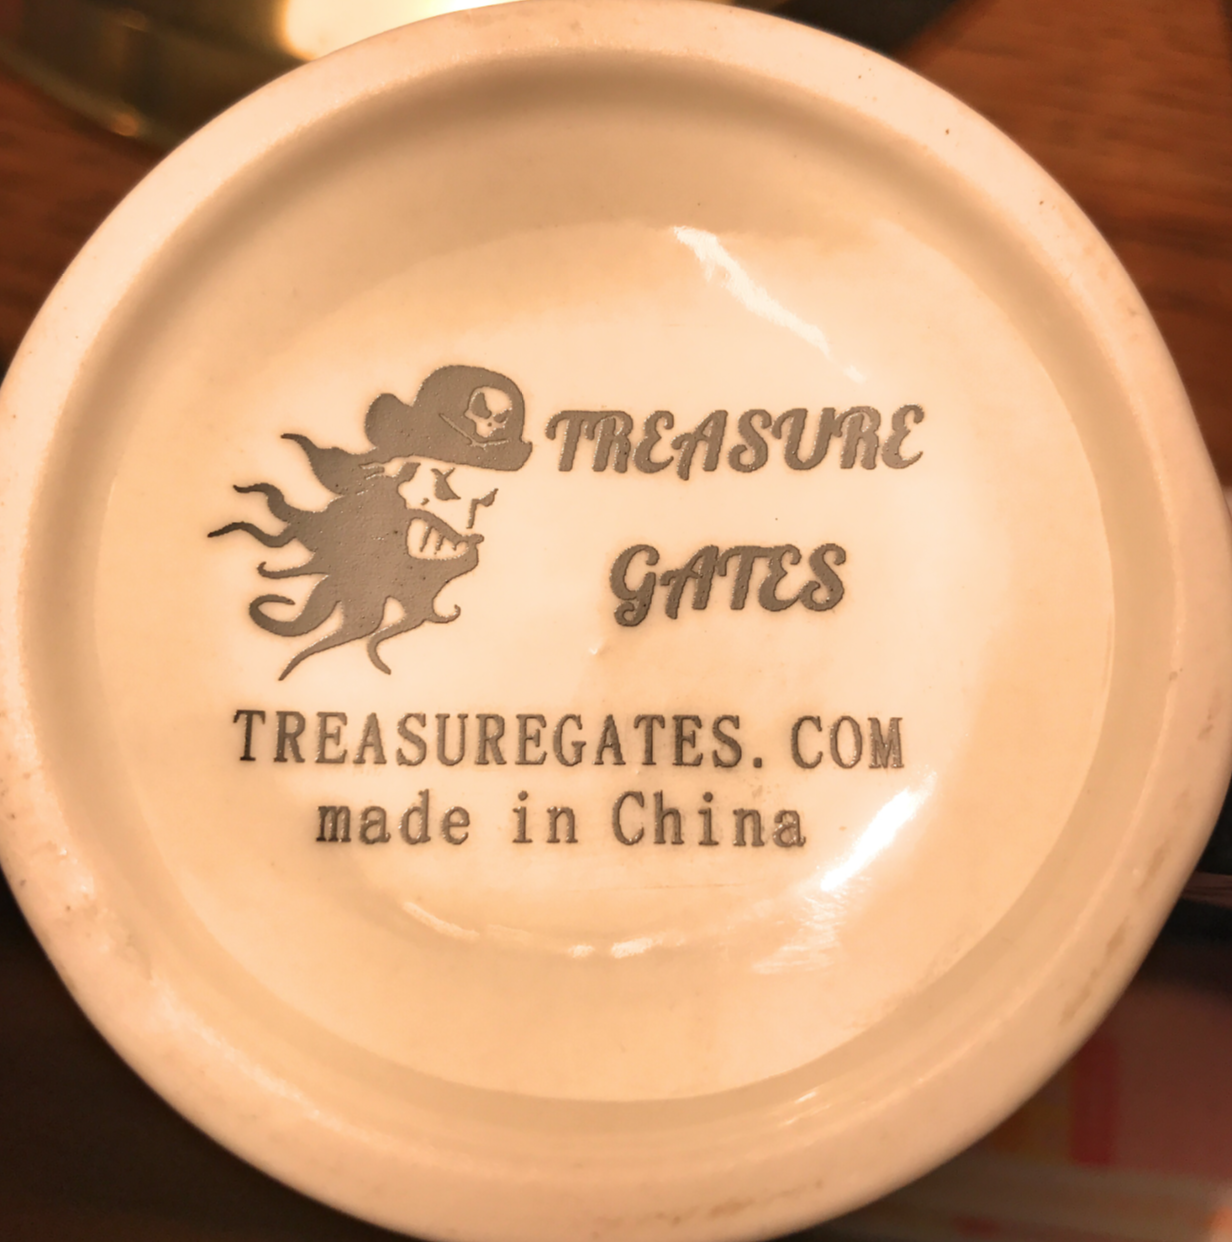 TREASURE
GATES
TREASUREGATES. COM
made in China